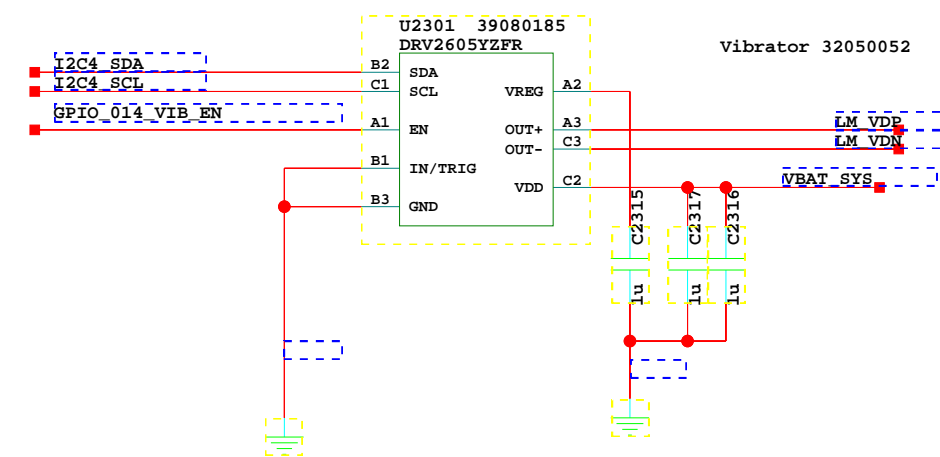 U2301 39080185
DRV2605YZFR
Vibrator 32050052
I2C4_SDA
B2
SDA
I2C4_SCL
C1
SCL
VREG
A2
GPIO_014_VIB_EN
A1
EN
OUT+
A3
LM_VDP
OUT-
C3
LM_VDN
B1
IN/TRIG
VDD
C2
VBAT_SYS
B3
GND
C2315
C2317
C2316
1u
1u
1u